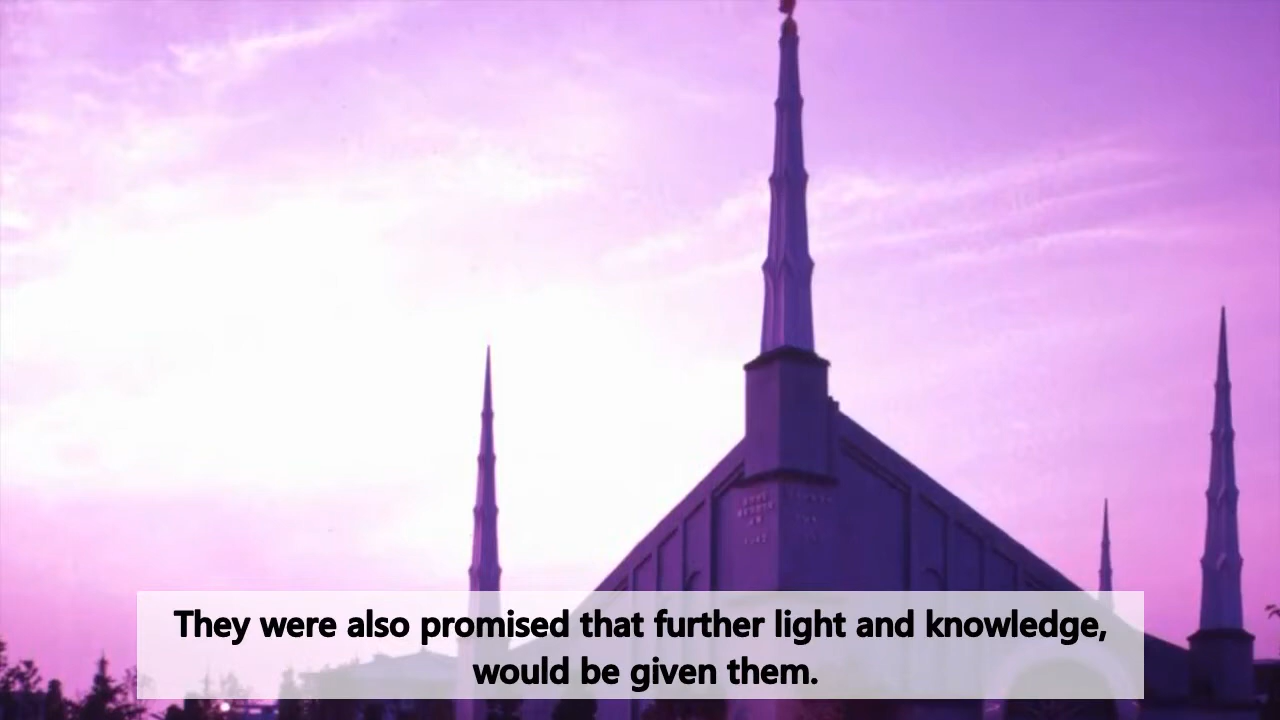 They were also promised that further light and knowledge,
would be given them.